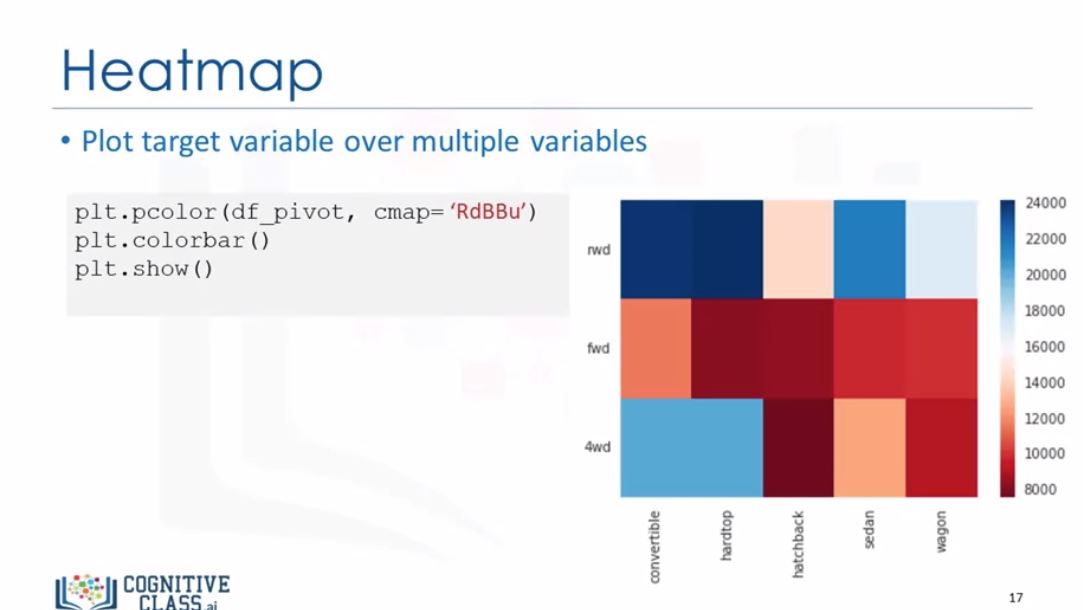 Heatmap
• Plot target variable over multiple variables
plt.pcolor(df_pivot, cmap= ‘RdBBu’)
plt.colorbar()
plt.show()
rwd
fwd
4wd
convertible
hardtop
hatchback
sedan
wagon
24000
22000
20000
18000
16000
14000
12000
10000
8000
COGNITIVE
CLASS.ai
17